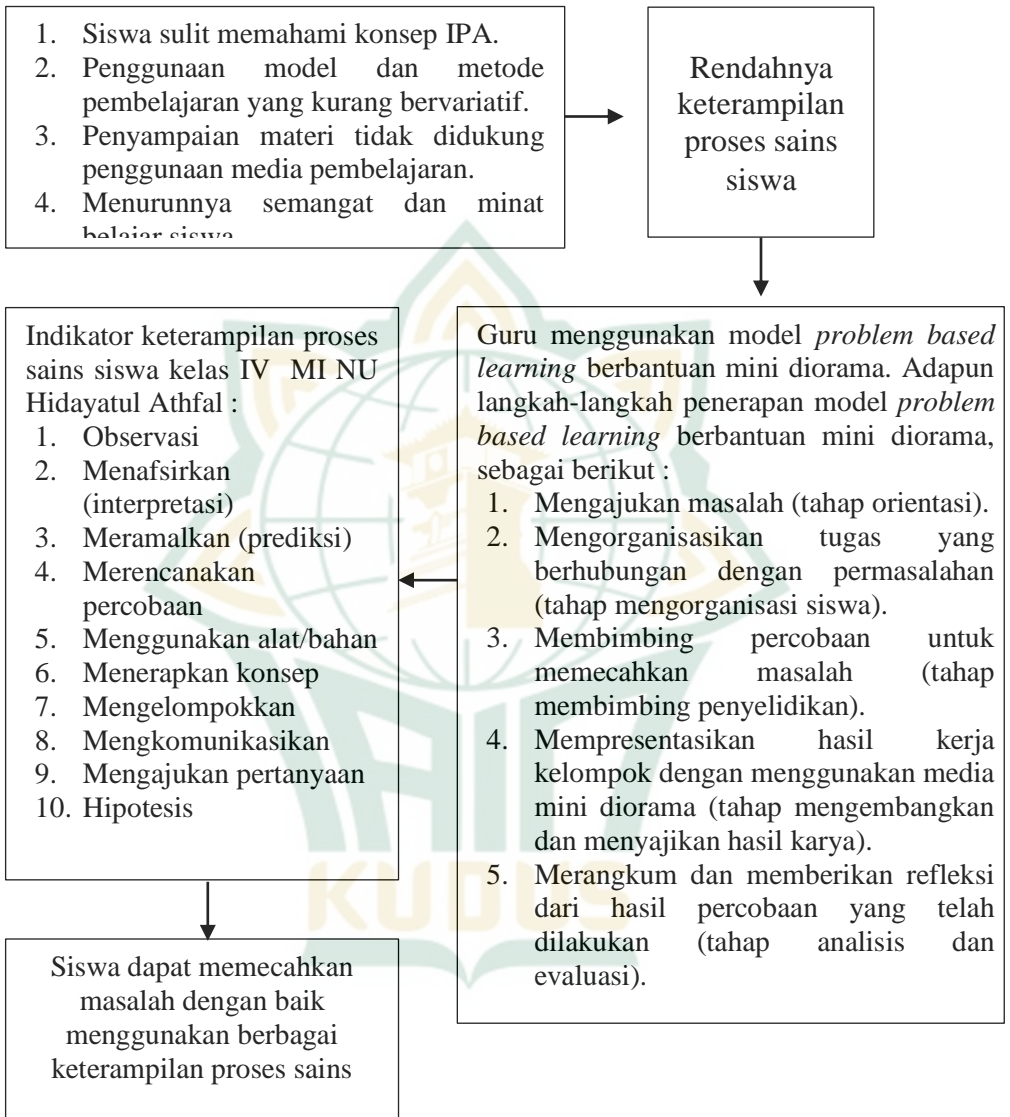 1. Siswa sulit memahami konsep IPA.
2. Penggunaan model dan metode
pembelajaran yang kurang bervariatif.
3. Penyampaian materi tidak didukung
penggunaan media pembelajaran.
4. Menurunnya semangat dan minat
belajar siswa
Rendahnya
keterampilan
proses sains
siswa
Guru menggunakan model problem based
learning berbantuan mini diorama. Adapun
langkah-langkah penerapan model problem
based learning berbantuan mini diorama,
sebagai berikut :
1. Mengajukan masalah (tahap orientasi).
2. Mengorganisasikan tugas yang
berhubungan dengan permasalahan
(tahap mengorganisasi siswa).
3. Membimbing percobaan untuk
memecahkan masalah (tahap
membimbing penyelidikan).
4. Mempresentasikan hasil kerja
kelompok dengan menggunakan media
mini diorama (tahap mengembangkan
dan menyajikan hasil karya).
5. Merangkum dan memberikan refleksi
dari hasil percobaan yang telah
dilakukan (tahap analisis dan
evaluasi).
Indikator keterampilan proses
sains siswa kelas IV MI NU
Hidayatul Athfal :
1. Observasi
2. Menafsirkan
(interpretasi)
3. Meramalkan (prediksi)
4. Merencanakan
percobaan
5. Menggunakan alat/bahan
6. Menerapkan konsep
7. Mengelompokkan
8. Mengkomunikasikan
9. Mengajukan pertanyaan
10. Hipotesis
Siswa dapat memecahkan
masalah dengan baik
menggunakan berbagai
keterampilan proses sains
KUDUS